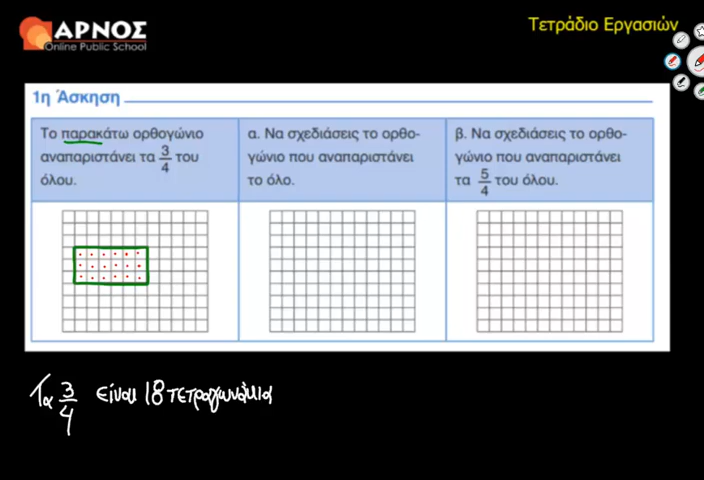 ΑΡΝΟΣ
Online Public School
Τετράδιο Εργασιών
1η Άσκηση
Το παρακάτω ορθογώνιο
αναπαριστάνει τα 3/4 του
όλου.
α. Να σχεδιάσεις το ορθο-
γώνιο που αναπαριστάνει
το όλο.
β. Να σχεδιάσεις το ορθο-
γώνιο που αναπαριστάνει
τα 5/4 του όλου.
Τα 3/4 είναι 18 τετραγωνάκια